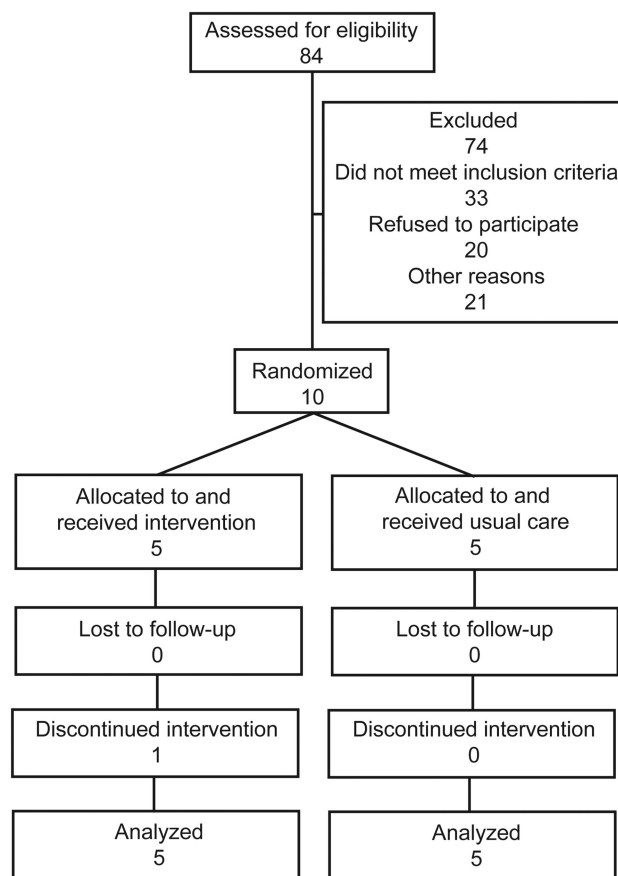 Assessed for eligibility
84
Excluded
74
Did not meet inclusion criteria
33
Refused to participate
20
Other reasons
21
Randomized
10
Allocated to and
received intervention
5
Allocated to and
received usual care
5
Lost to follow-up
0
Lost to follow-up
0
Discontinued intervention
1
Discontinued intervention
0
Analyzed
5
Analyzed
5